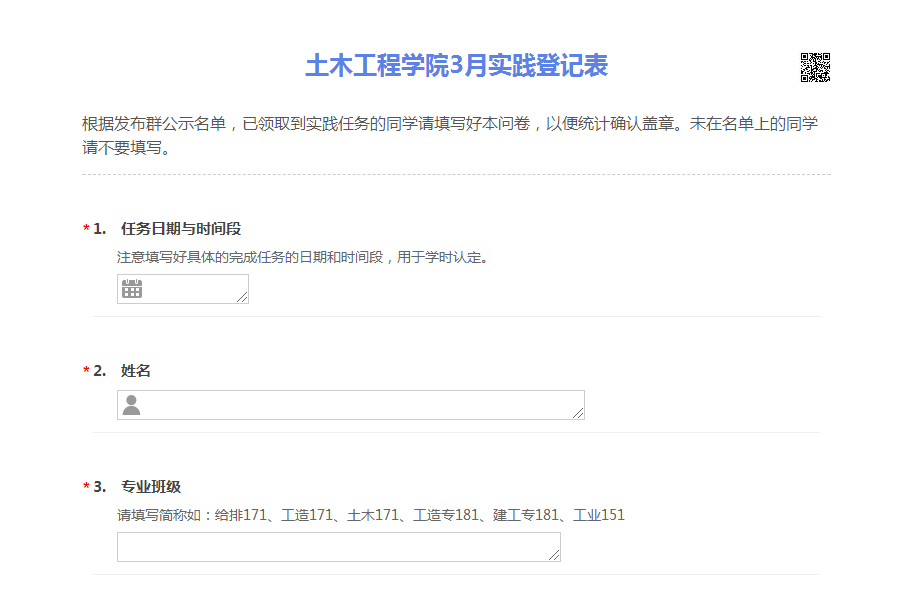 土木工程学院3月实践登记表
根据发布群公示名单，已领取到实践任务的同学请填写好本问卷，以便统计确认盖章。未在名单上的同学
请不要填写。
* 1. 任务日期与时间段
注意填写好具体的完成任务的日期和时间段，用于学时认定。
* 2. 姓名
* 3. 专业班级
请填写简称如：给排171、工造171、土木171、工造专181、建工专181、工业151